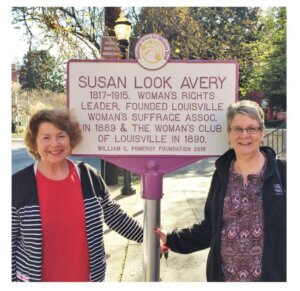 SUSAN LOOK AVERY
1817-1915, WOMAN'S RIGHTS
LEADER, FOUNDED LOUISVILLE
WOMAN'S SUFFRAGE ASSOC.
IN 1889 & THE WOMAN'S CLUB
OF LOUISVILLE IN 1890.
WILLIAM G. POMEROY FOUNDATION 2018